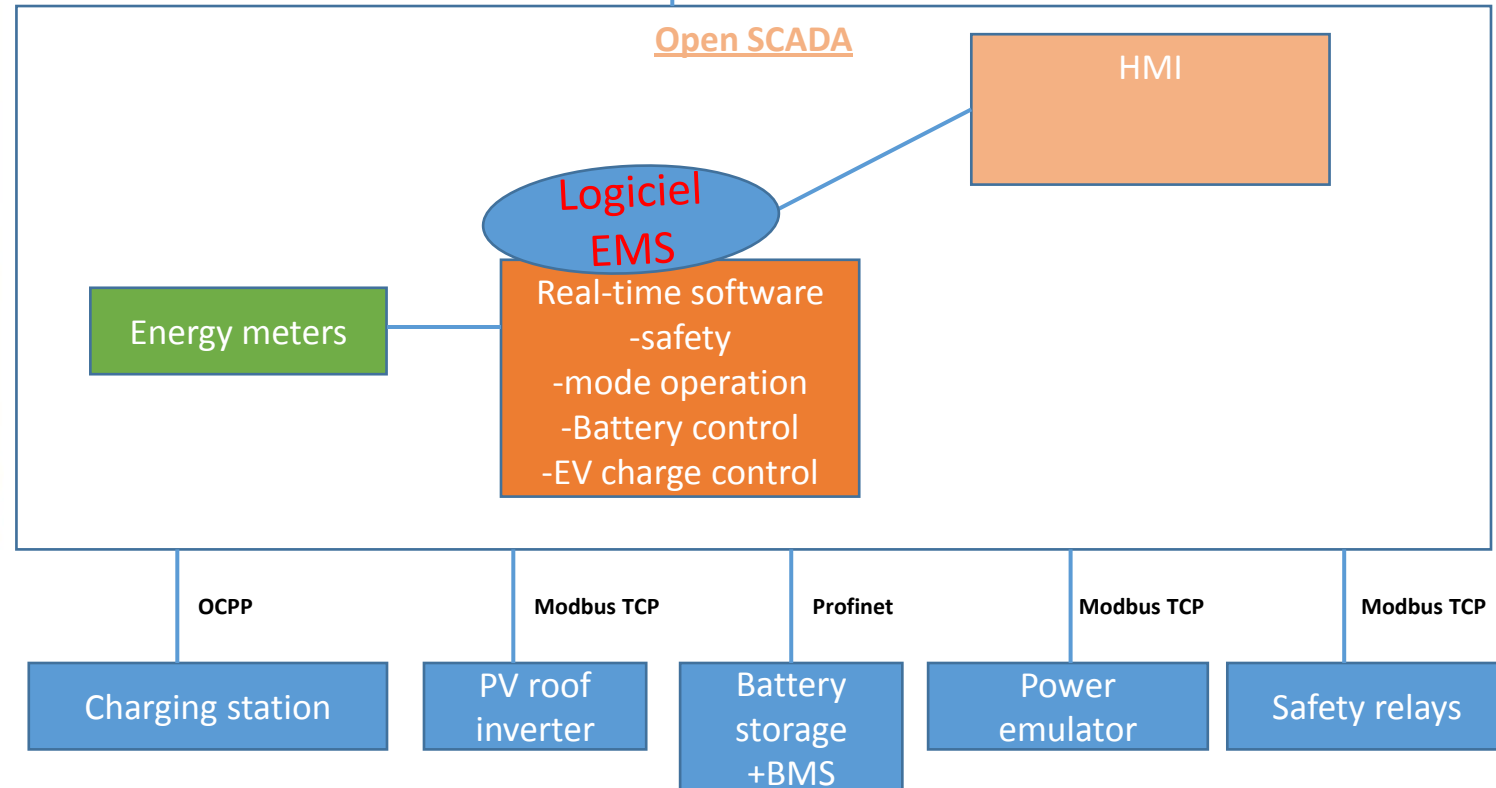 Open SCADA
HMI
Logiciel
EMS
Energy meters
Real-time software
-safety
-mode operation
-Battery control
-EV charge control
OCPP
Modbus TCP
Profinet
Modbus TCP
Modbus TCP
Charging station
PV roof
inverter
Battery
storage
+BMS
Power
emulator
Safety relays